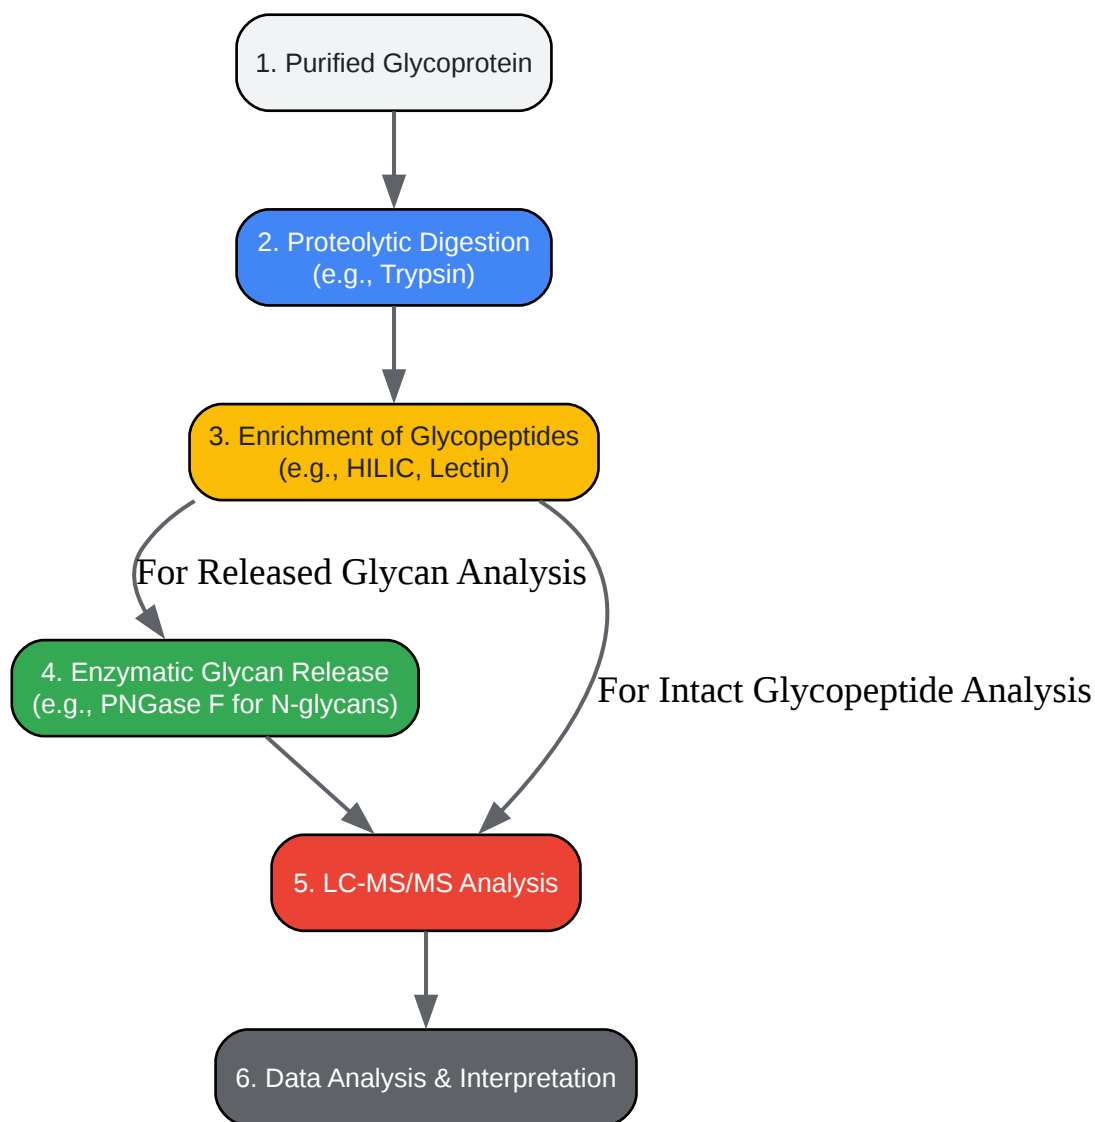 1. Purified Glycoprotein
2. Proteolytic Digestion
(e.g., Trypsin)
3. Enrichment of Glycopeptides
(e.g., HILIC, Lectin)
For Released Glycan Analysis
4. Enzymatic Glycan Release
(e.g., PNGase F for N-glycans)
For Intact Glycopeptide Analysis
5. LC-MS/MS Analysis
6. Data Analysis & Interpretation